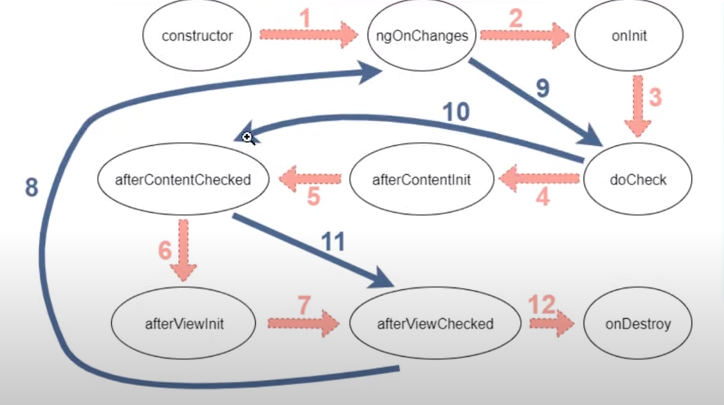 1
2
constructor
ngOnChanges
onInit
9
3
10
8
afterContentChecked
afterContentInit
doCheck
5
4
11
6
7
12
afterViewInit
afterViewChecked
onDestroy